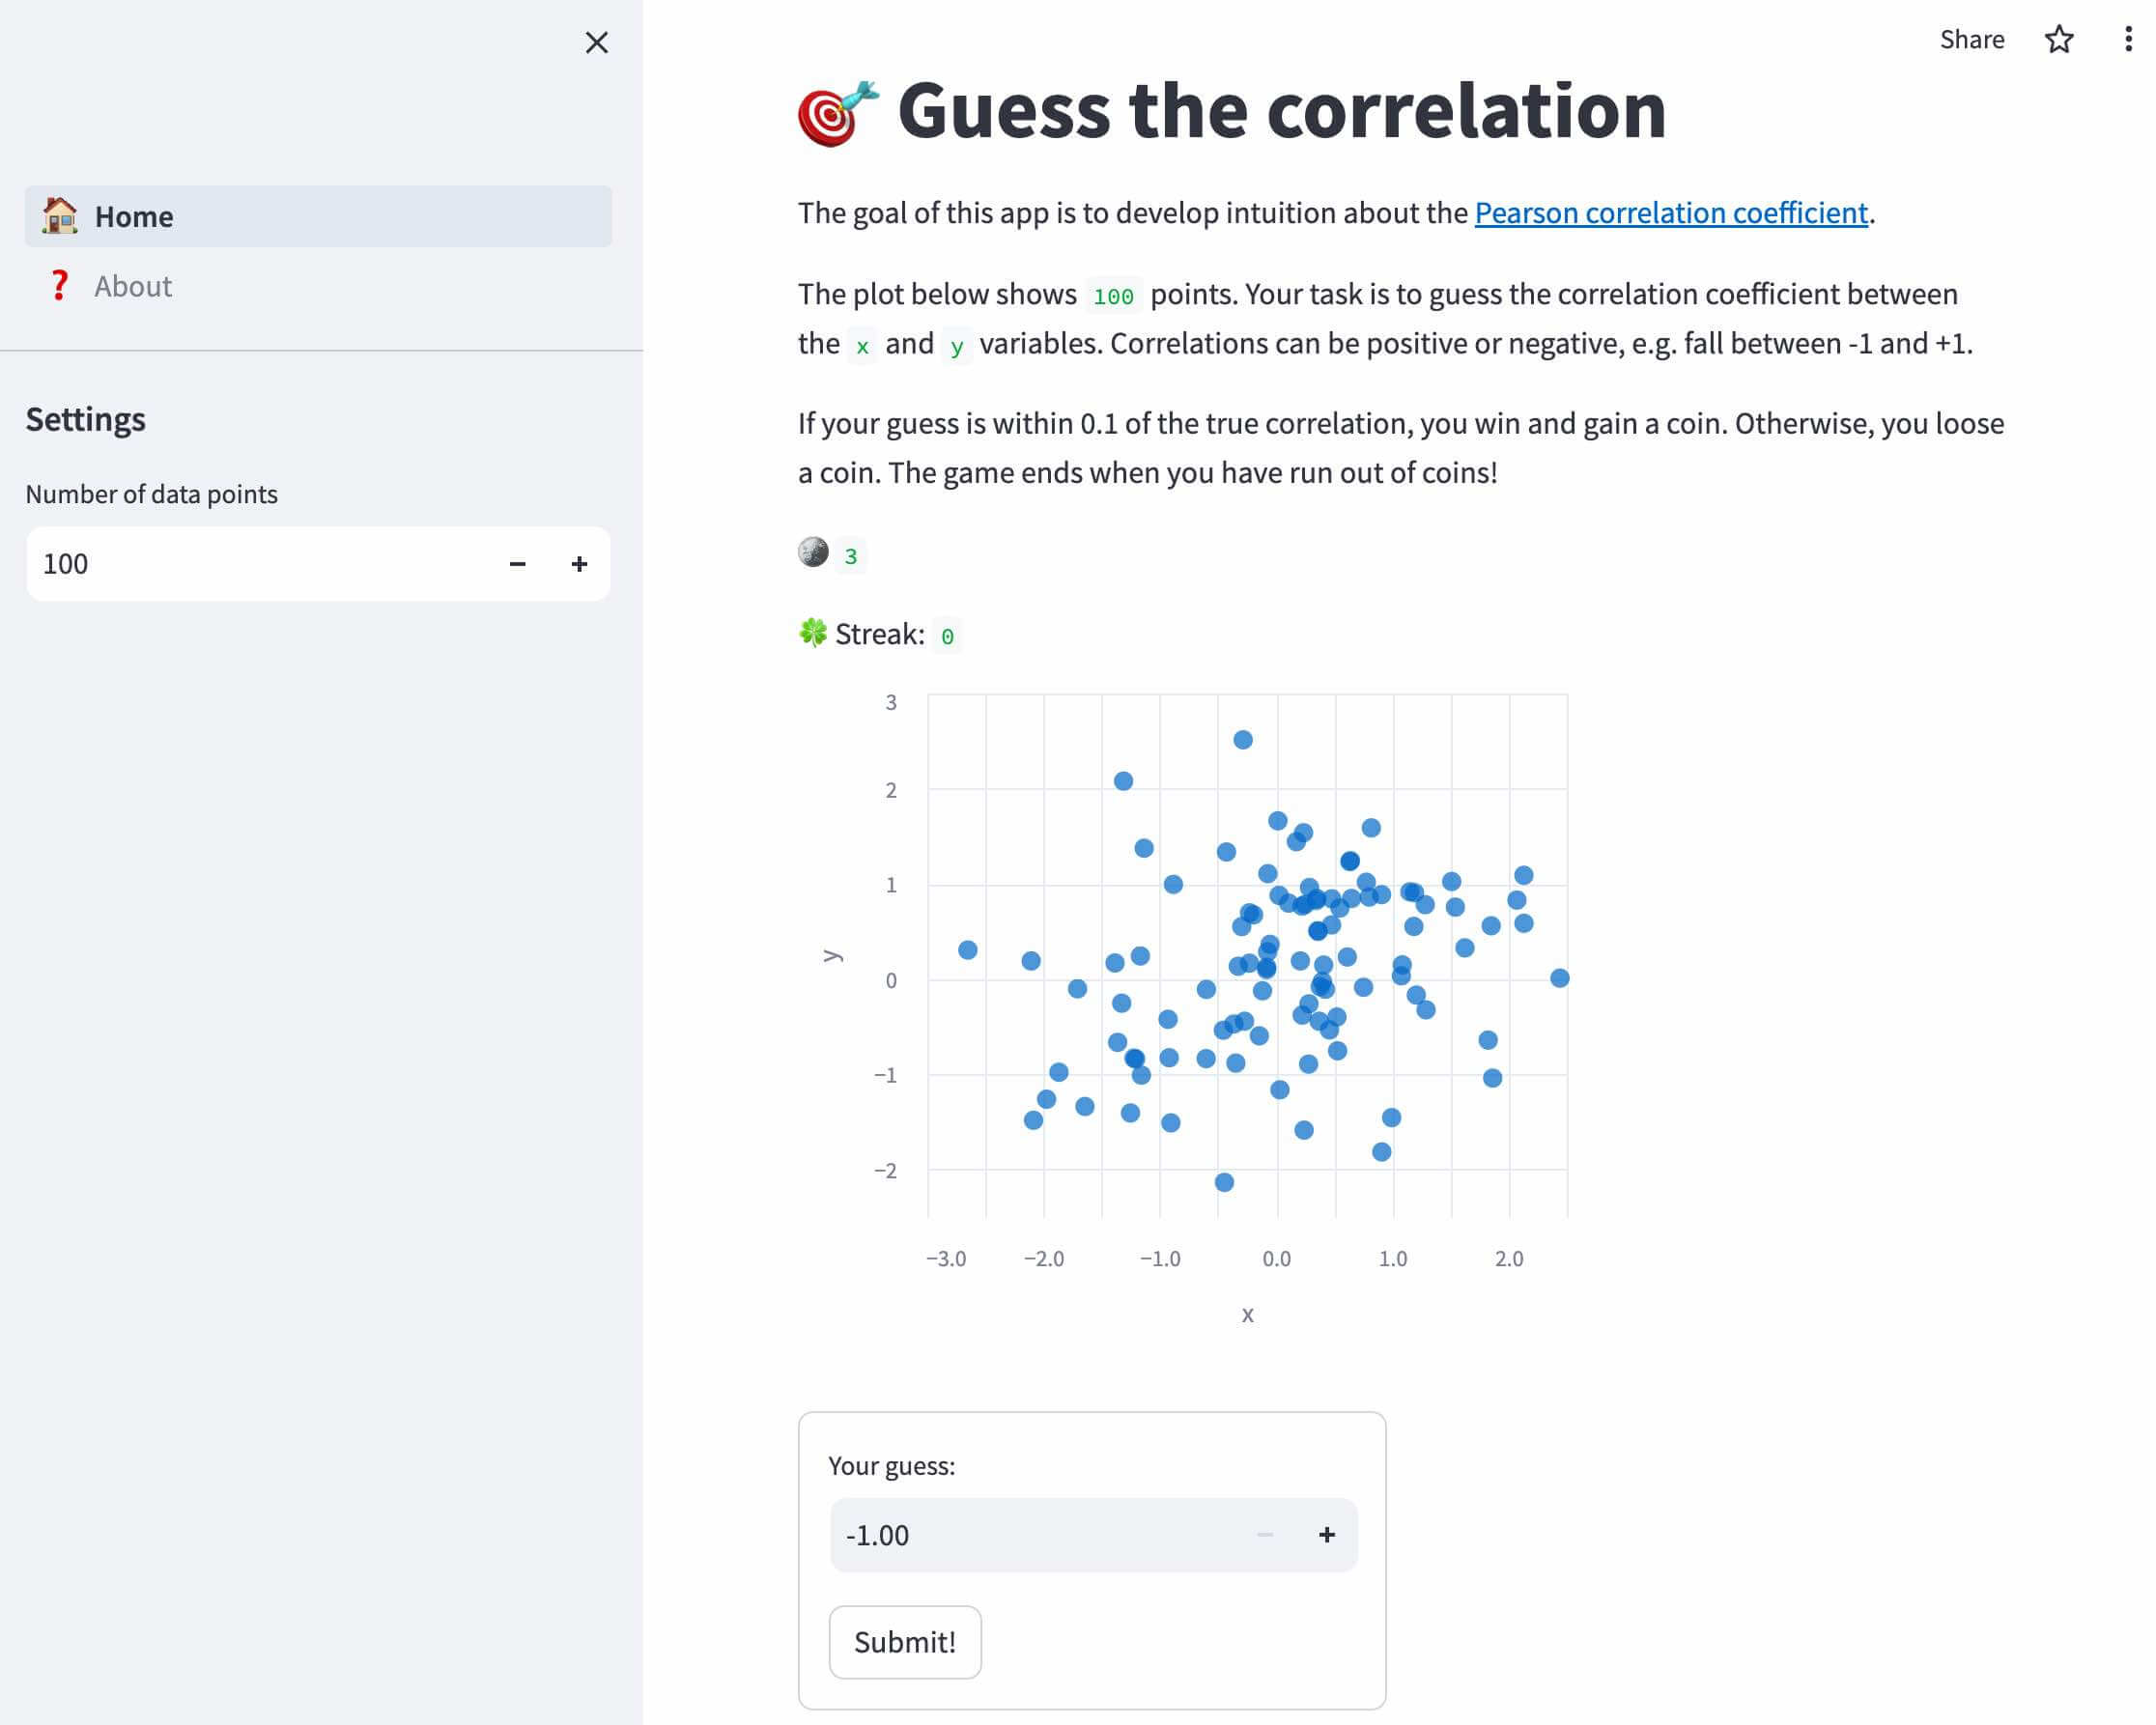 Share
Home
About
Settings
Number of data points
100
Guess the correlation
The goal of this app is to develop intuition about the Pearson correlation coefficient.
The plot below shows 100 points. Your task is to guess the correlation coefficient between
the x and y variables. Correlations can be positive or negative, e.g. fall between -1 and +1.
If your guess is within 0.1 of the true correlation, you win and gain a coin. Otherwise, you loose
a coin. The game ends when you have run out of coins!
3
Streak: 0
3
2
1
0
−1
−2
y
−3.0 −2.0 −1.0 0.0 1.0 2.0
x
Your guess:
-1.00
Submit!